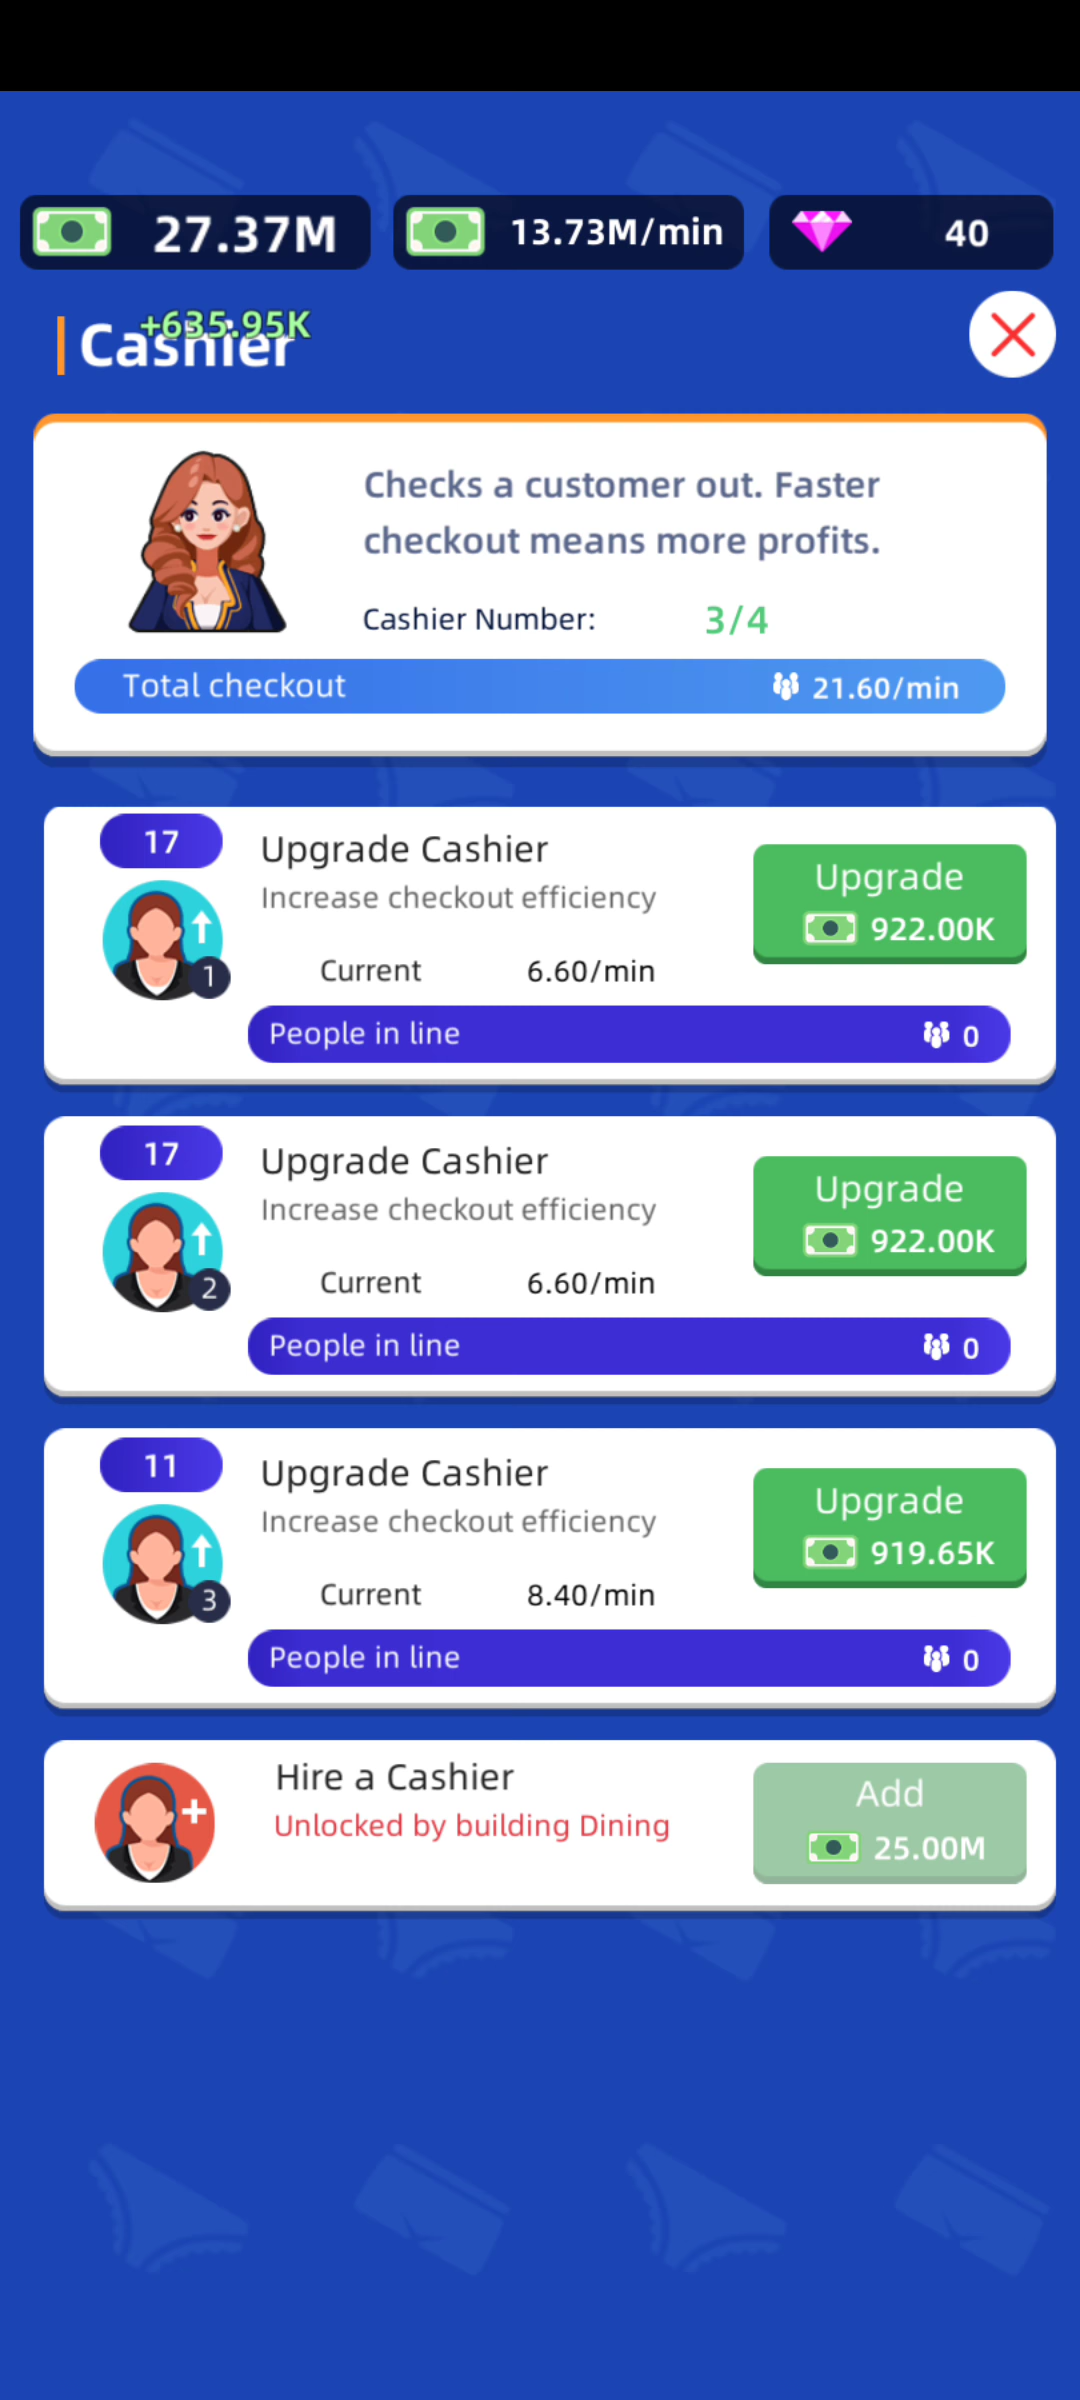 27.37M
13.73M/min
40
+635.95K
Cashier
Checks a customer out. Faster
checkout means more profits.
Cashier Number: 3/4
Total checkout 21.60/min
17
Upgrade Cashier
Increase checkout efficiency
Upgrade
922.00K
1
Current 6.60/min
People in line 0
17
Upgrade Cashier
Increase checkout efficiency
Upgrade
922.00K
2
Current 6.60/min
People in line 0
11
Upgrade Cashier
Increase checkout efficiency
Upgrade
919.65K
3
Current 8.40/min
People in line 0
Hire a Cashier
Unlocked by building Dining
Add
25.00M